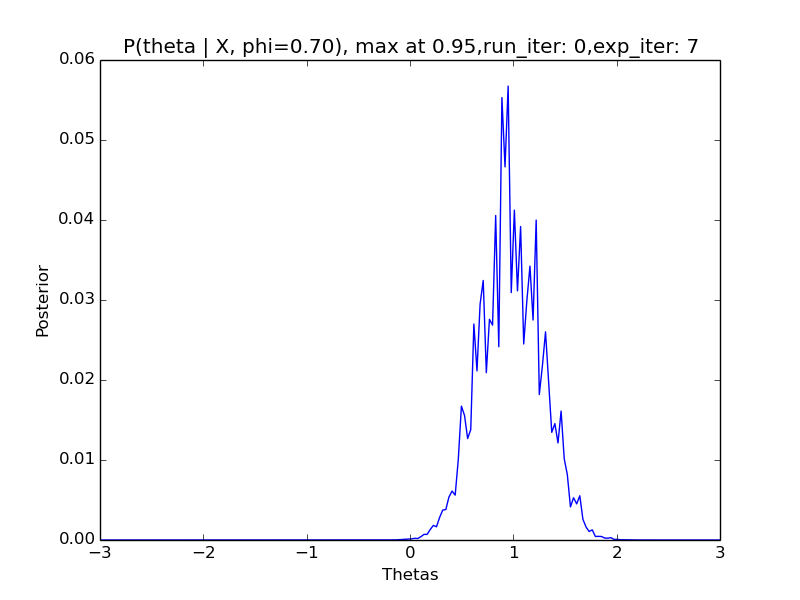 P(theta | X, phi=0.70), max at 0.95,run_iter: 0,exp_iter: 7
0.06
0.05
0.04
0.03
0.02
0.01
0.00
Posterior
−3 −2 −1 0 1 2 3
Thetas